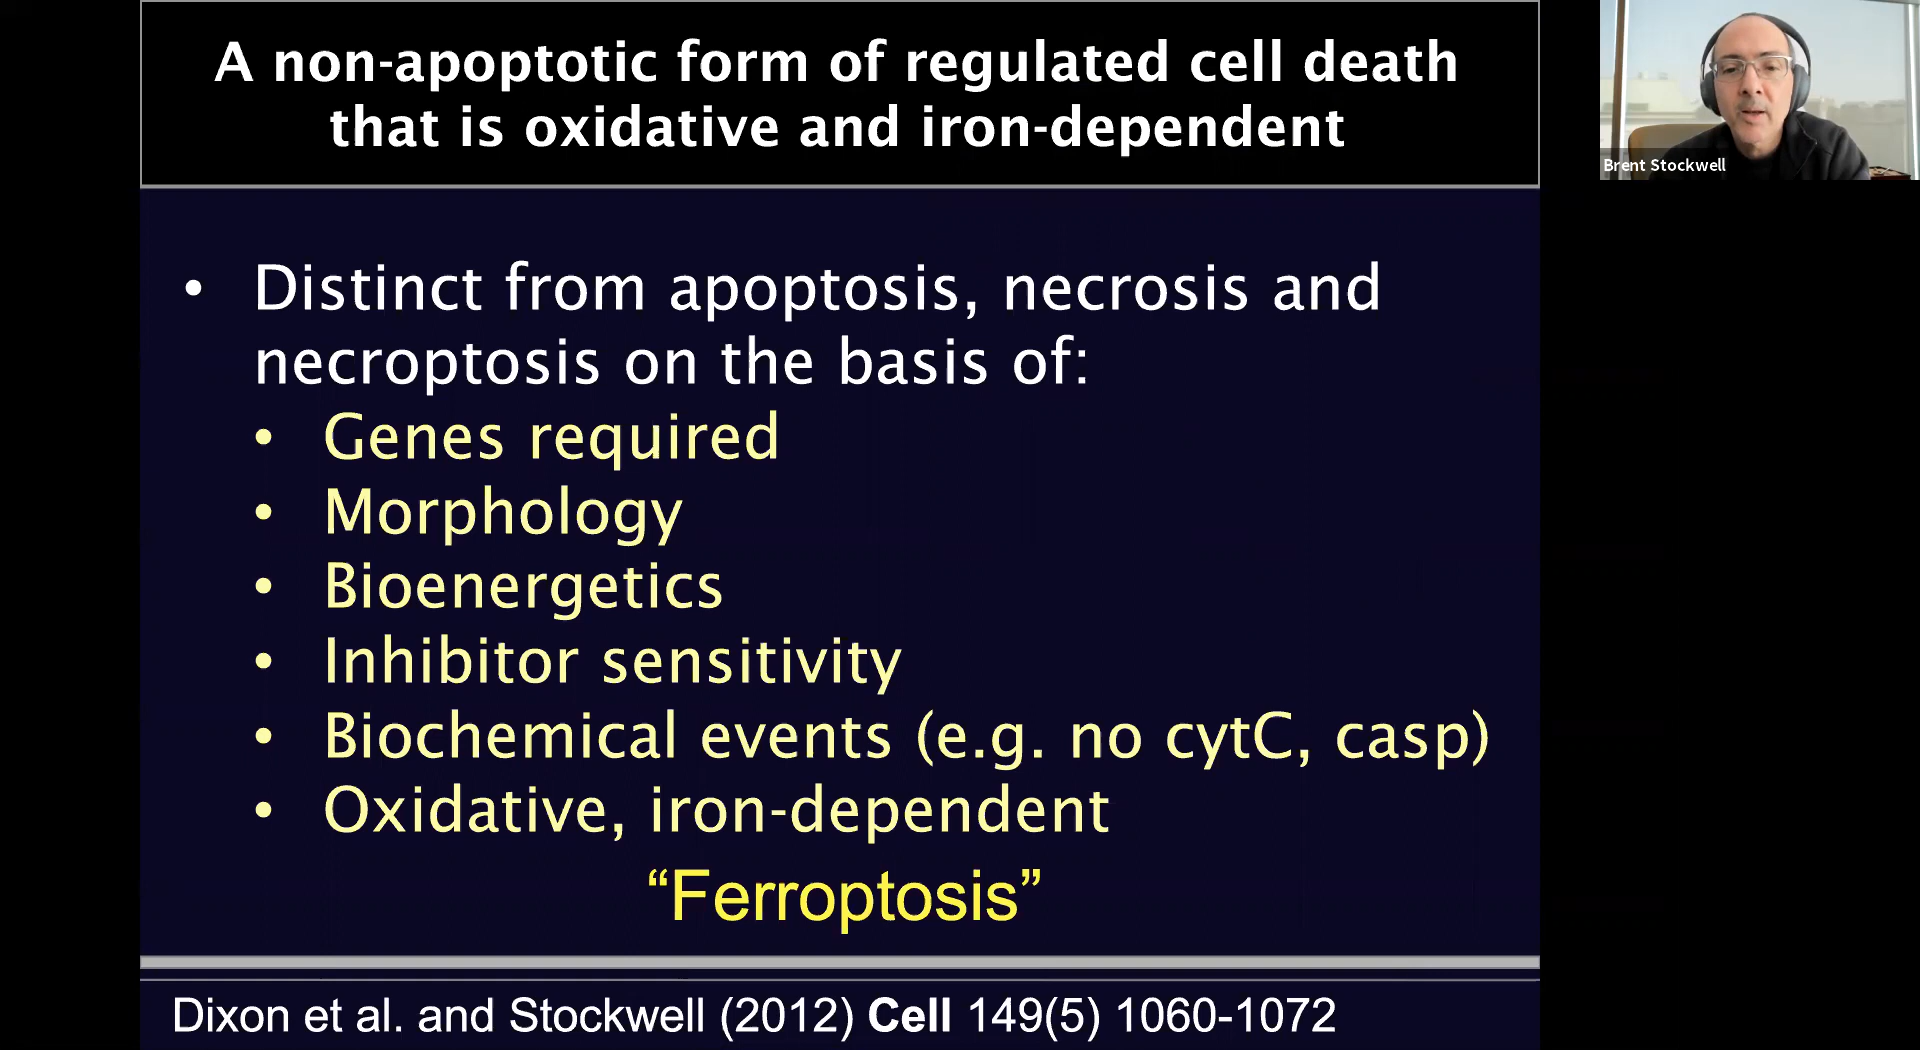 A non-apoptotic form of regulated cell death
that is oxidative and iron-dependent
• Distinct from apoptosis, necrosis and
necroptosis on the basis of:
• Genes required
• Morphology
• Bioenergetics
• Inhibitor sensitivity
• Biochemical events (e.g. no cytC, casp)
• Oxidative, iron-dependent
“Ferroptosis”
Dixon et al. and Stockwell (2012) Cell 149(5) 1060-1072
Brent Stockwell